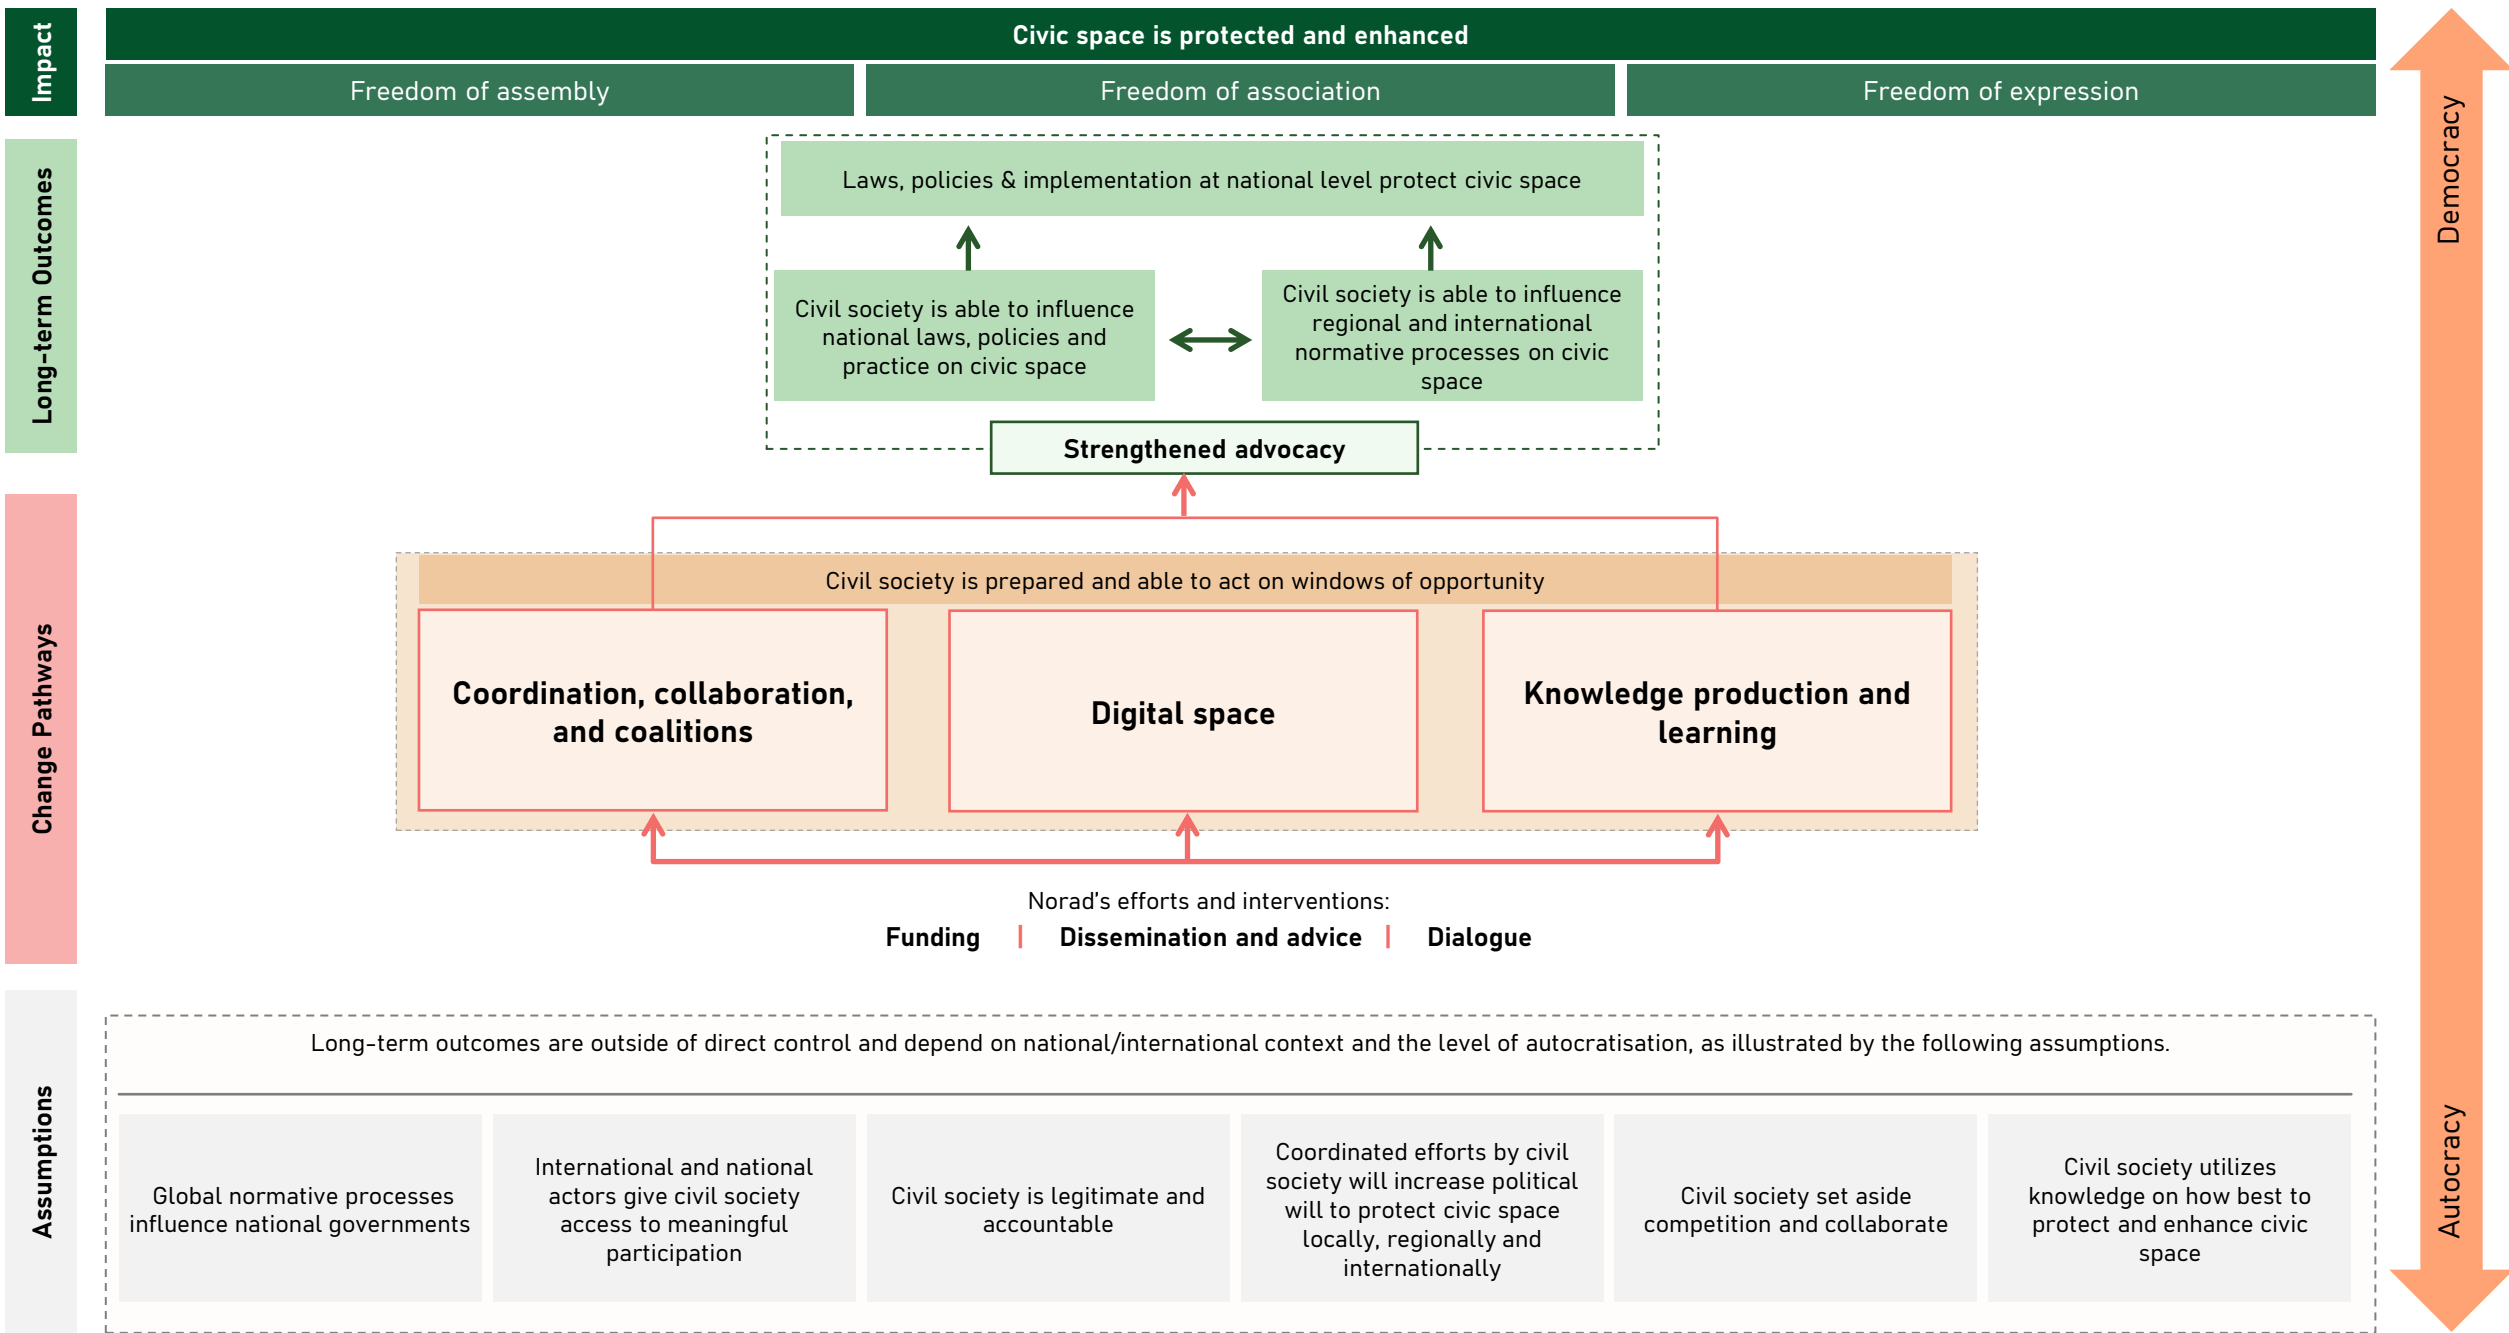 Impact
Civic space is protected and enhanced
Freedom of assembly
Freedom of association
Freedom of expression
Democracy
Long-term Outcomes
Laws, policies & implementation at national level protect civic space
Civil society is able to influence
national laws, policies and
practice on civic space
Civil society is able to influence
regional and international
normative processes on civic
space
Strengthened advocacy
Change Pathways
Civil society is prepared and able to act on windows of opportunity
Coordination, collaboration,
and coalitions
Digital space
Knowledge production and
learning
Norad's efforts and interventions:
Funding | Dissemination and advice | Dialogue
Assumptions
Long-term outcomes are outside of direct control and depend on national/international context and the level of autocratisation, as illustrated by the following assumptions.
Global normative processes
influence national governments
International and national
actors give civil society
access to meaningful
participation
Civil society is legitimate and
accountable
Coordinated efforts by civil
society will increase political
will to protect civic space
locally, regionally and
internationally
Civil society set aside
competition and collaborate
Civil society utilizes
knowledge on how best to
protect and enhance civic
space
Autocracy